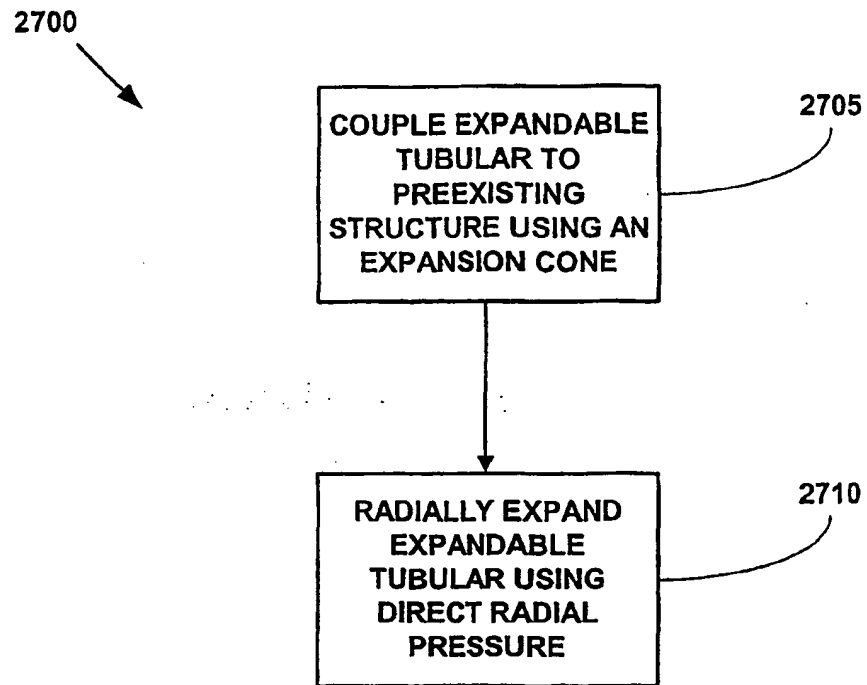 2700
COUPLE EXPANDABLE
TUBULAR TO
PREEXISTING
STRUCTURE USING AN
EXPANSION CONE
2705
RADIALLY EXPAND
EXPANDABLE
TUBULAR USING
DIRECT RADIAL
PRESSURE
2710